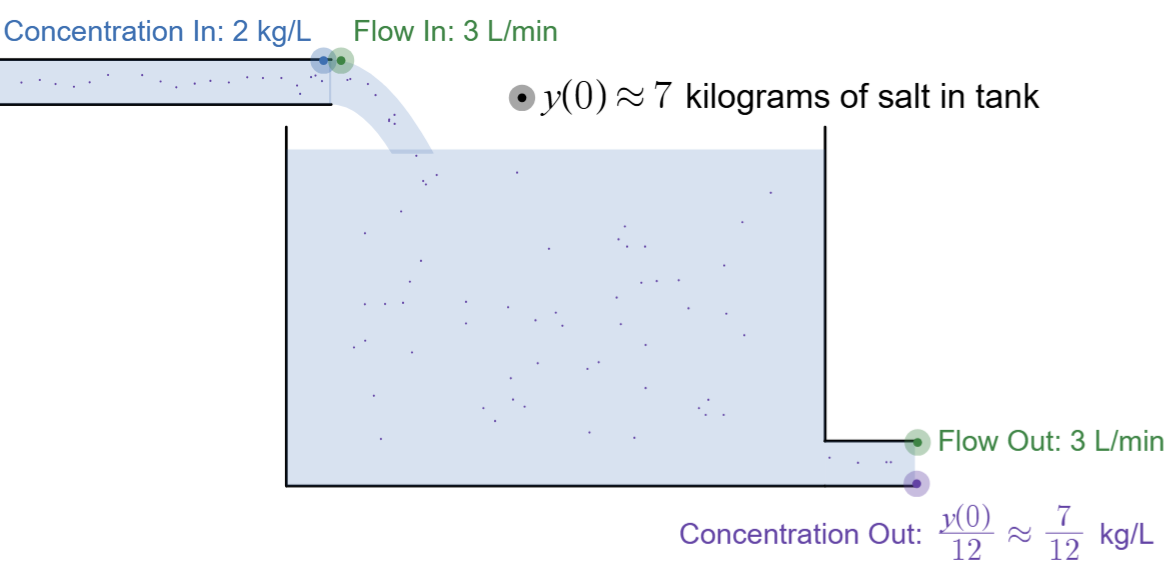 Concentration In: 2 kg/L Flow In: 3 L/min
y(0) ≈ 7 kilograms of salt in tank
Flow Out: 3 L/min
Concentration Out: y(0)/12 ≈ 7/12 kg/L